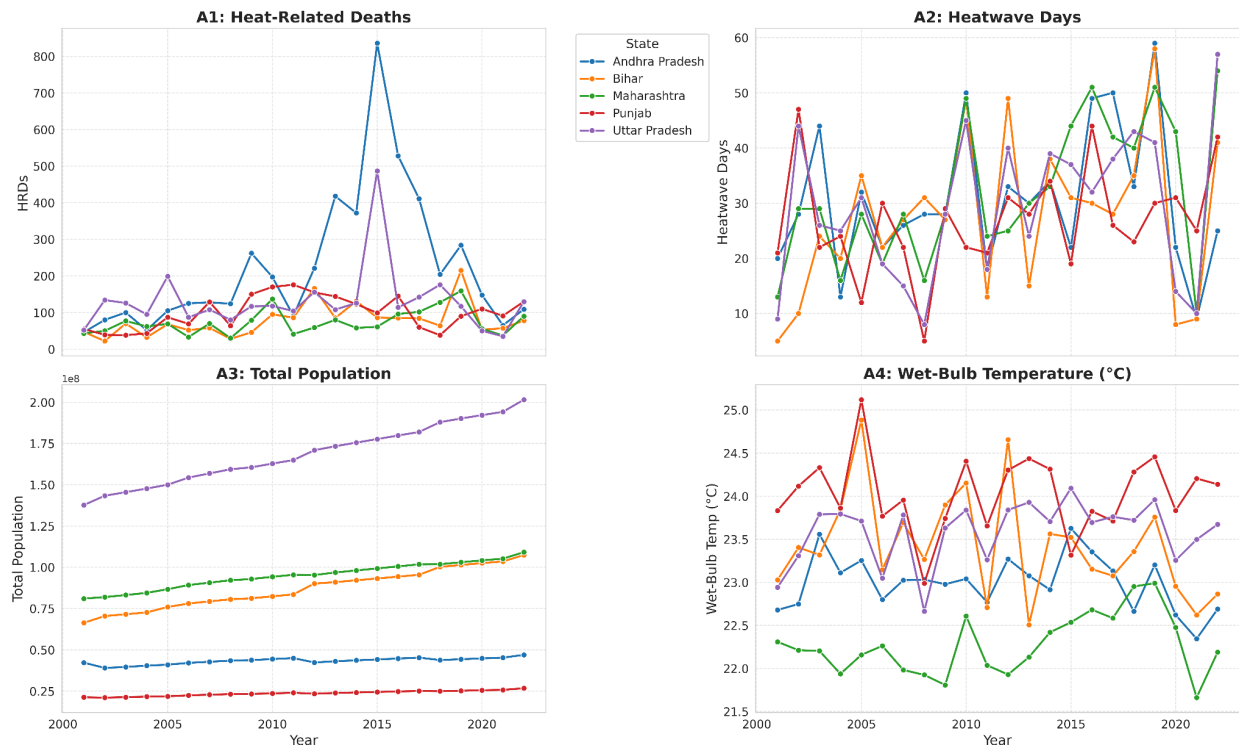 A1: Heat-Related Deaths
HRDs
800
700
600
500
400
300
200
100
0
State
Andhra Pradesh
Bihar
Maharashtra
Punjab
Uttar Pradesh
A2: Heatwave Days
Heatwave Days
60
50
40
30
20
10
A3: Total Population
1e8
Total Population
2.00
1.75
1.50
1.25
1.00
0.75
0.50
0.25
2000
2005
2010
2015
2020
Year
A4: Wet-Bulb Temperature (°C)
Wet-Bulb Temp (°C)
25.0
24.5
24.0
23.5
23.0
22.5
22.0
21.5
2000
2005
2010
2015
2020
Year